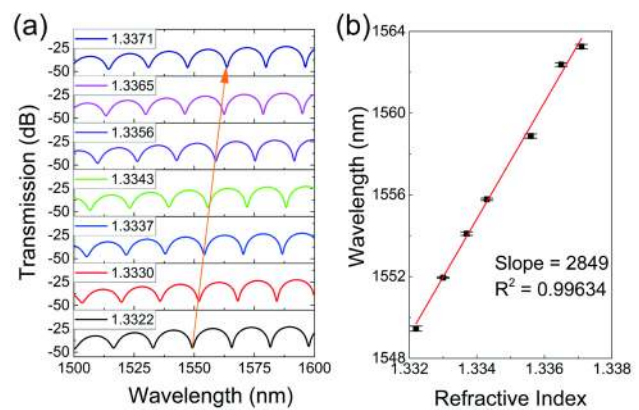 (a)
1.3371
-25
-50
1.3365
-25
-50
1.3356
-25
-50
1.3343
-25
-50
1.3337
-25
-50
1.3330
-25
-50
1.3322
-25
-50
1500 1525 1550 1575 1600
Wavelength (nm)
Transmission (dB)
(b)
1564
1560
1556
1552
1548
Wavelength (nm)
Slope = 2849
R² = 0.99634
1.332 1.334 1.336 1.338
Refractive Index